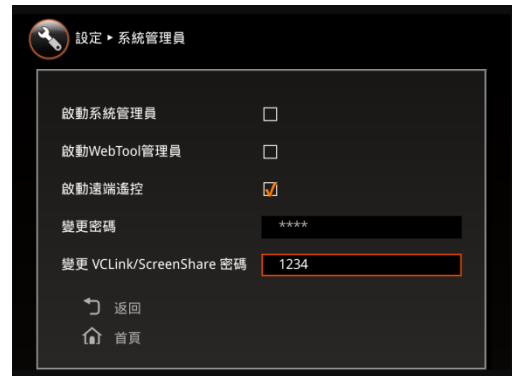 設定 ▸ 系統管理員
啟動系統管理員
啟動WebTool管理員
啟動遠端遙控
變更密碼 ****
變更 VCLink/ScreenShare 密碼 1234
返回
首頁